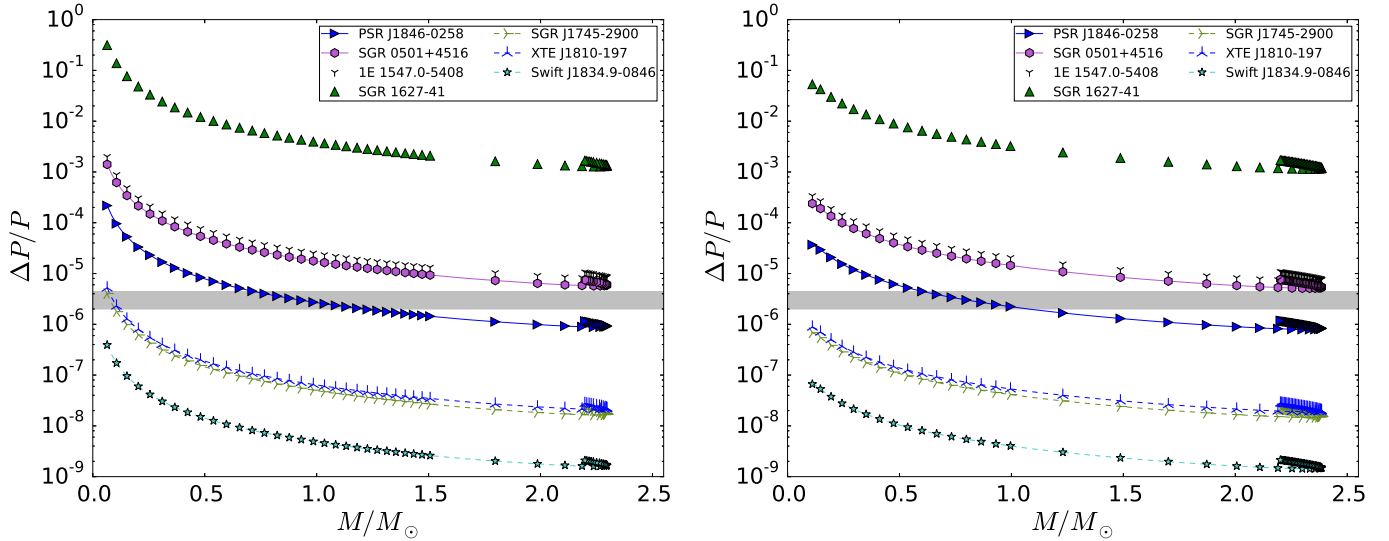 10^0
10^-1
10^-2
10^-3
10^-4
10^-5
10^-6
10^-7
10^-8
10^-9
ΔP/P
PSR J1846-0258
SGR 0501+4516
1E 1547.0-5408
SGR 1627-41
SGR J1745-2900
XTE J1810-197
Swift J1834.9-0846
0.0 0.5 1.0 1.5 2.0 2.5
M/M⊙
10^0
10^-1
10^-2
10^-3
10^-4
10^-5
10^-6
10^-7
10^-8
10^-9
ΔP/P
PSR J1846-0258
SGR 0501+4516
1E 1547.0-5408
SGR 1627-41
SGR J1745-2900
XTE J1810-197
Swift J1834.9-0846
0.0 0.5 1.0 1.5 2.0 2.5
M/M⊙